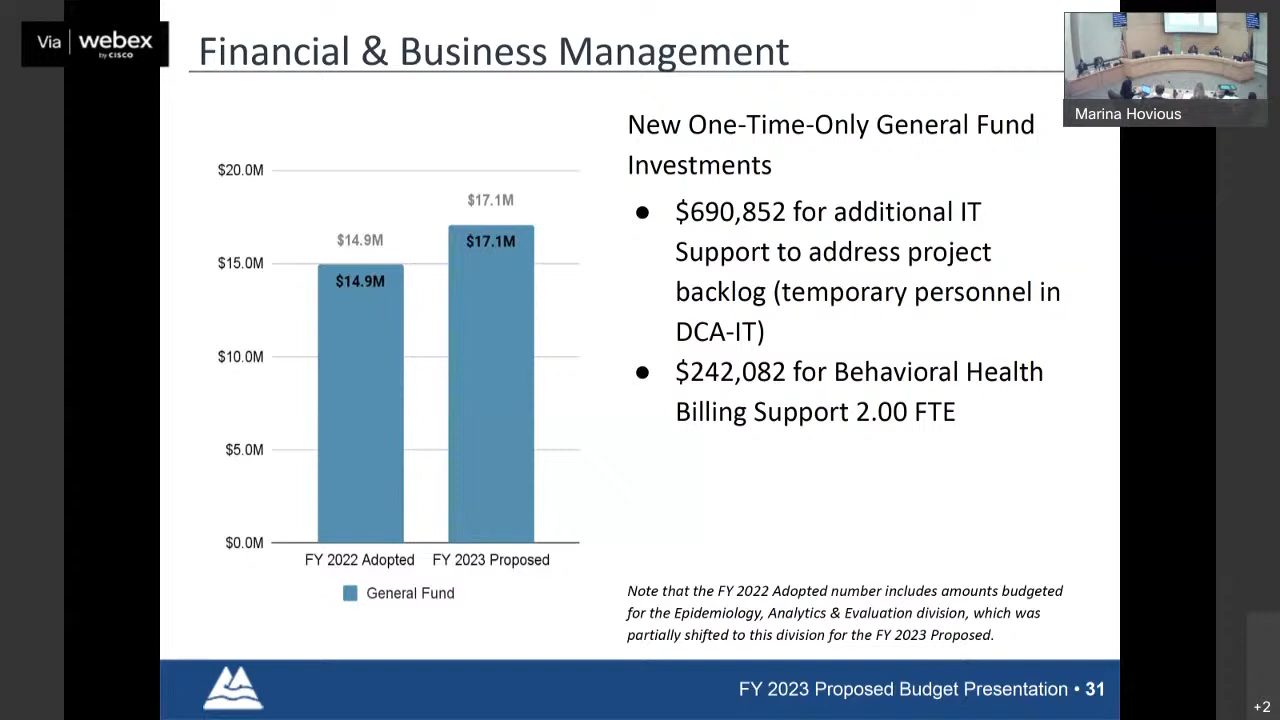 Via webex
by CISCO
Financial & Business Management
Marina Hovious
$20.0M
$15.0M
$10.0M
$5.0M
$0.0M
$14.9M
$14.9M
$17.1M
$17.1M
FY 2022 Adopted
FY 2023 Proposed
General Fund
New One-Time-Only General Fund
Investments
● $690,852 for additional IT
Support to address project
backlog (temporary personnel in
DCA-IT)
● $242,082 for Behavioral Health
Billing Support 2.00 FTE
Note that the FY 2022 Adopted number includes amounts budgeted
for the Epidemiology, Analytics & Evaluation division, which was
partially shifted to this division for the FY 2023 Proposed.
FY 2023 Proposed Budget Presentation • 31
+2